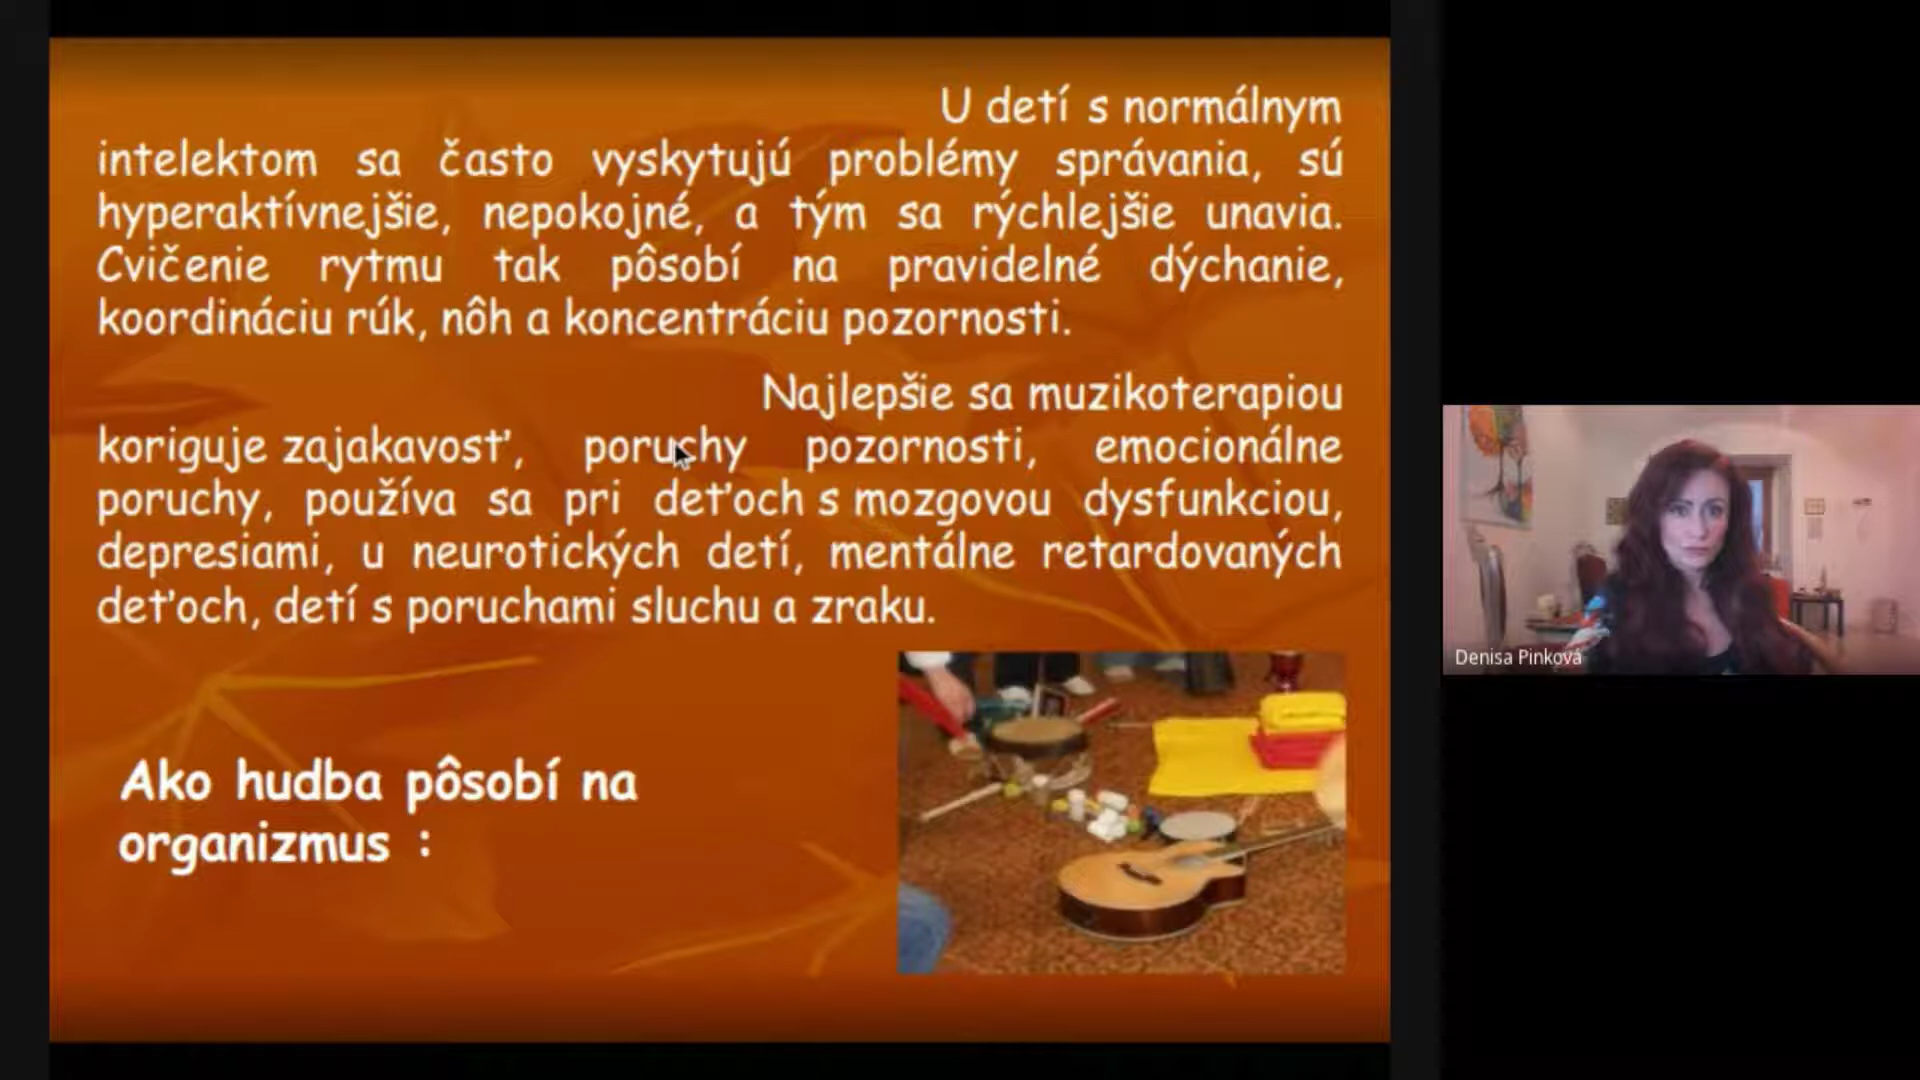 U detí s normálnym
intelektom sa často vyskytujú problémy správania, sú
hyperaktívnejšie, nepokojné, a tým sa rýchlejšie unavia.
Cvičenie rytmu tak pôsobí na pravidelné dýchanie,
koordináciu rúk, nôh a koncentráciu pozornosti.
Najlepšie sa muzikoterapiou
koriguje zajakavosť, poruchy pozornosti, emocionálne
poruchy, používa sa pri deťoch s mozgovou dysfunkciou,
depresiami, u neurotických detí, mentálne retardovaných
deťoch, detí s poruchami sluchu a zraku.
Ako hudba pôsobí na
organizmus :
Denisa Pinková